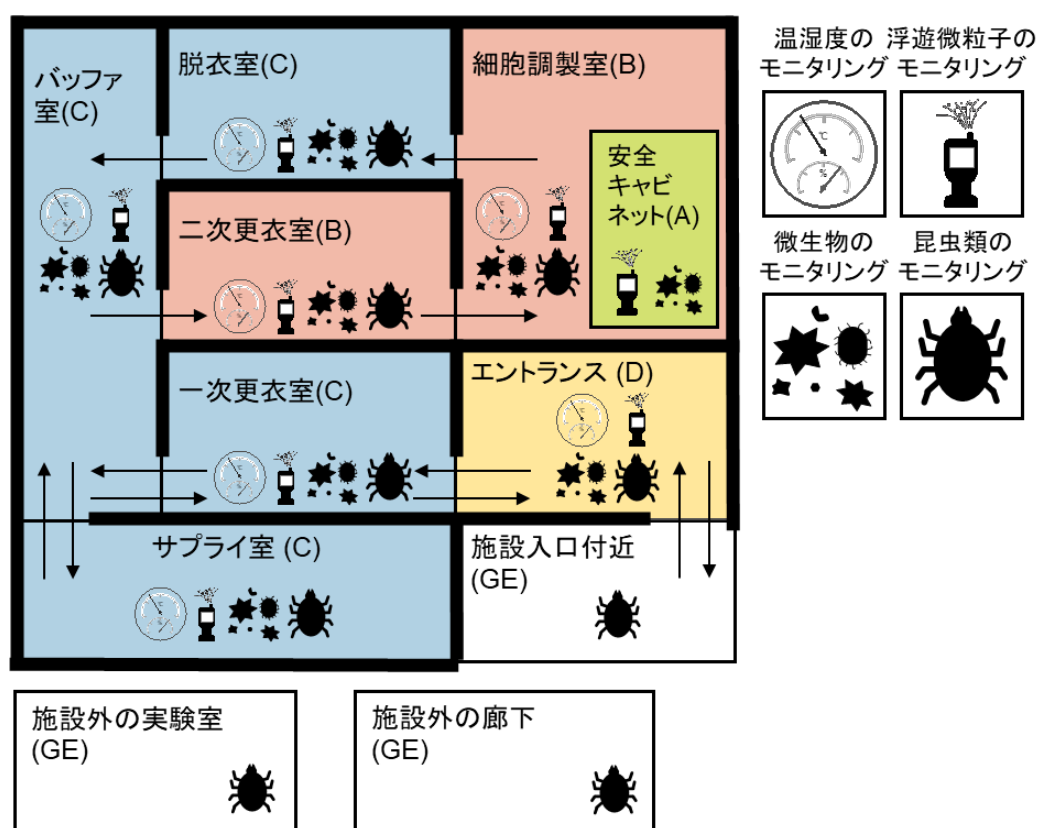 バッファ
室(C)
脱衣室(C)
細胞調製室(B)
安全
キャビ
ネット(A)
二次更衣室(B)
一次更衣室(C)
エントランス (D)
サプライ室 (C)
施設入口付近
(GE)
施設外の実験室
(GE)
施設外の廊下
(GE)
温湿度の
モニタリング
浮遊微粒子の
モニタリング
℃
%
微生物の
モニタリング
昆虫類の
モニタリング